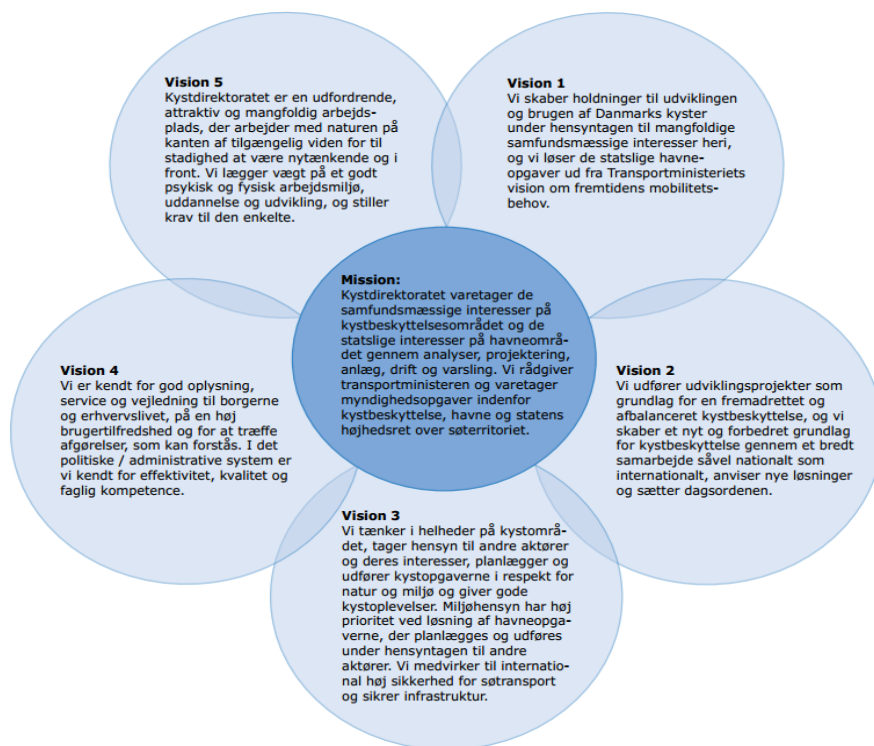 Vision 5
Kystdirektoratet er en udfordrende,
attraktiv og mangfoldig arbejds-
plads, der arbejder med naturen på
kanten af tilgængelig viden for til
stadighed at være nytænkende og i
front. Vi lægger vægt på et godt
psykisk og fysisk arbejdsmiljø,
uddannelse og udvikling, og stiller
krav til den enkelte.
Vision 1
Vi skaber holdninger til udviklingen
og brugen af Danmarks kyster
under hensyntagen til mangfoldige
samfundsmæssige interesser heri,
og vi løser de statslige havne-
opgaver ud fra Transportministeriets
vision om fremtidens mobilitets-
behov.
Mission:
Kystdirektoratet varetager de
samfundsmæssige interesser på
kystbeskyttelsesområdet og de
statslige interesser på havneområ-
det gennem analyser, projektering,
anlæg, drift og varsling. Vi rådgiver
transportministeren og varetager
myndighedsopgaver indenfor
kystbeskyttelse, havne og statens
højhedsret over søterritoriet.
Vision 4
Vi er kendt for god oplysning,
service og vejledning til borgerne
og erhvervslivet, på en høj
brugertilfredshed og for at træffe
afgørelser, som kan forstås. I det
politiske / administrative system er
vi kendt for effektivitet, kvalitet og
faglig kompetence.
Vision 2
Vi udfører udviklingsprojekter som
grundlag for en fremadrettet og
afbalanceret kystbeskyttelse, og vi
skaber et nyt og forbedret grundlag
for kystbeskyttelse gennem et bredt
samarbejde såvel nationalt som
internationalt, anviser nye løsninger
og sætter dagsordenen.
Vision 3
Vi tænker i helheder på kystområ-
det, tager hensyn til andre aktører
og deres interesser, planlægger og
udfører kystopgaverne i respekt for
natur og miljø og giver gode
kystoplevelser. Miljøhensyn har høj
prioritet ved løsning af havneopga-
verne, der planlægges og udføres
under hensyntagen til andre
aktører. Vi medvirker til internatio-
nal høj sikkerhed for søtransport
og sikrer infrastruktur.